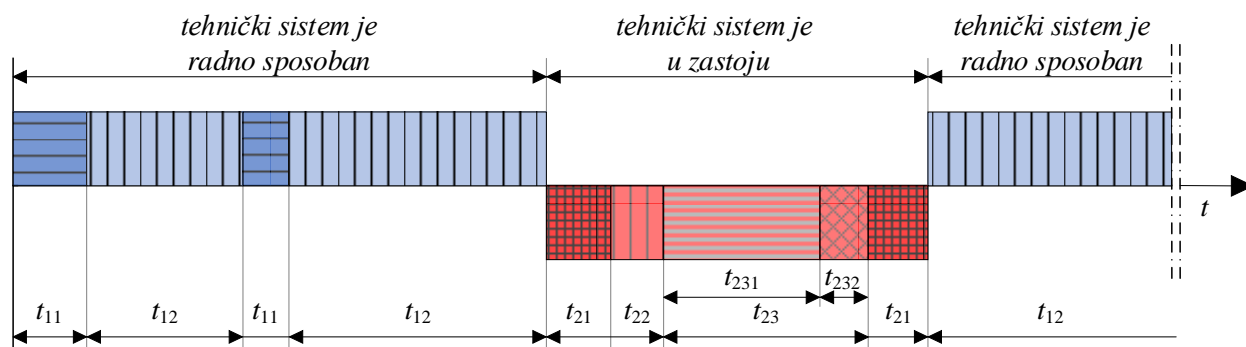 tehnički sistem je
radno sposoban
tehnički sistem je
u zastoju
tehnički sistem je
radno sposoban
t
t231 t232
t11 t12 t11 t12 t21 t22 t23 t21 t12